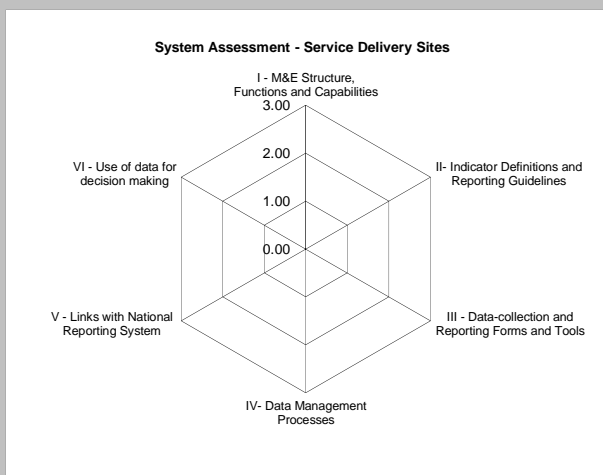 System Assessment - Service Delivery Sites
I - M&E Structure,
Functions and Capabilities
3.00
2.00
1.00
0.00
II- Indicator Definitions and
Reporting Guidelines
III - Data-collection and
Reporting Forms and Tools
IV- Data Management
Processes
V - Links with National
Reporting System
VI - Use of data for
decision making